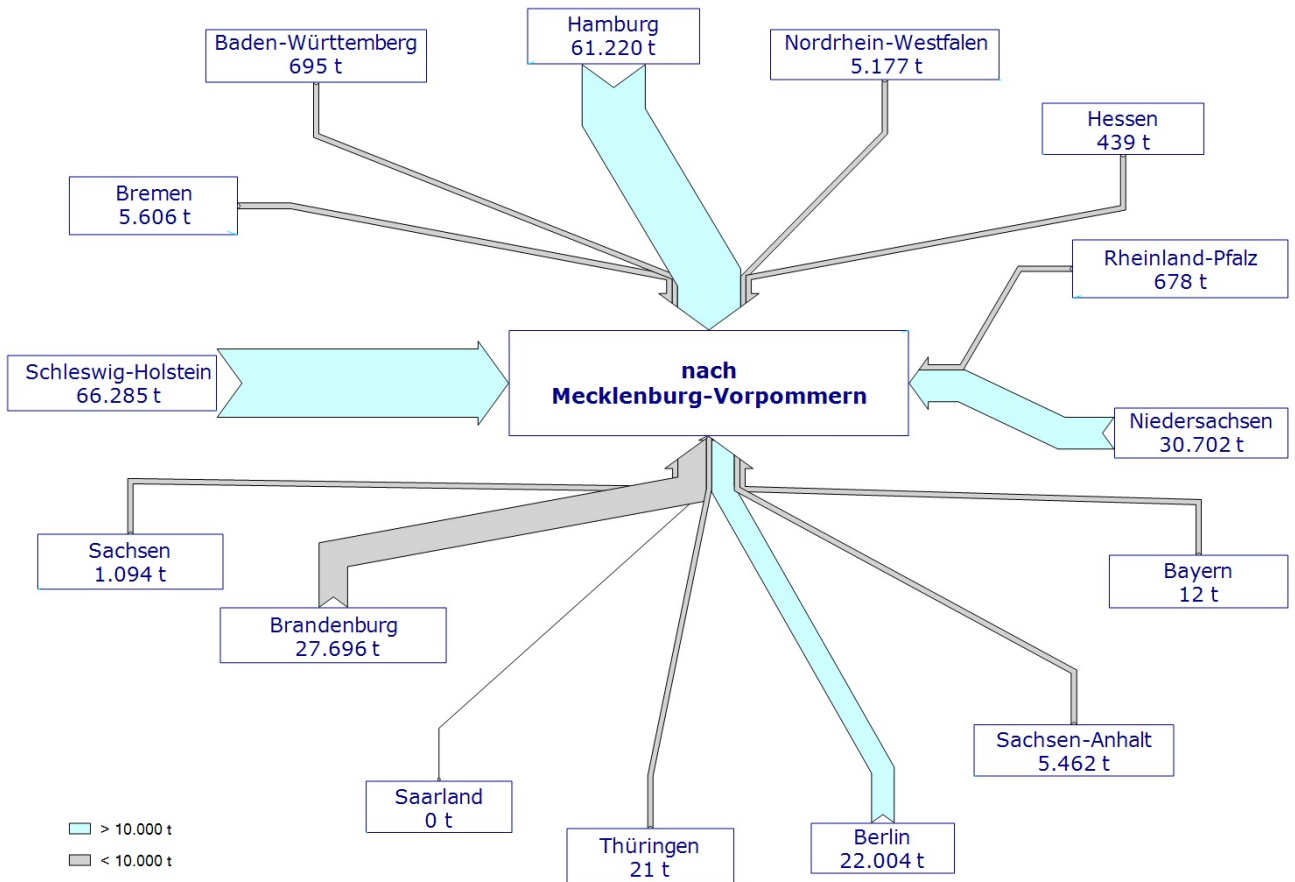 Hamburg
61.220 t
Baden-Württemberg
695 t
Nordrhein-Westfalen
5.177 t
Hessen
439 t
Bremen
5.606 t
Rheinland-Pfalz
678 t
Schleswig-Holstein
66.285 t
nach
Mecklenburg-Vorpommern
Niedersachsen
30.702 t
Sachsen
1.094 t
Bayern
12 t
Brandenburg
27.696 t
Sachsen-Anhalt
5.462 t
Saarland
0 t
Thüringen
21 t
Berlin
22.004 t
> 10.000 t
< 10.000 t